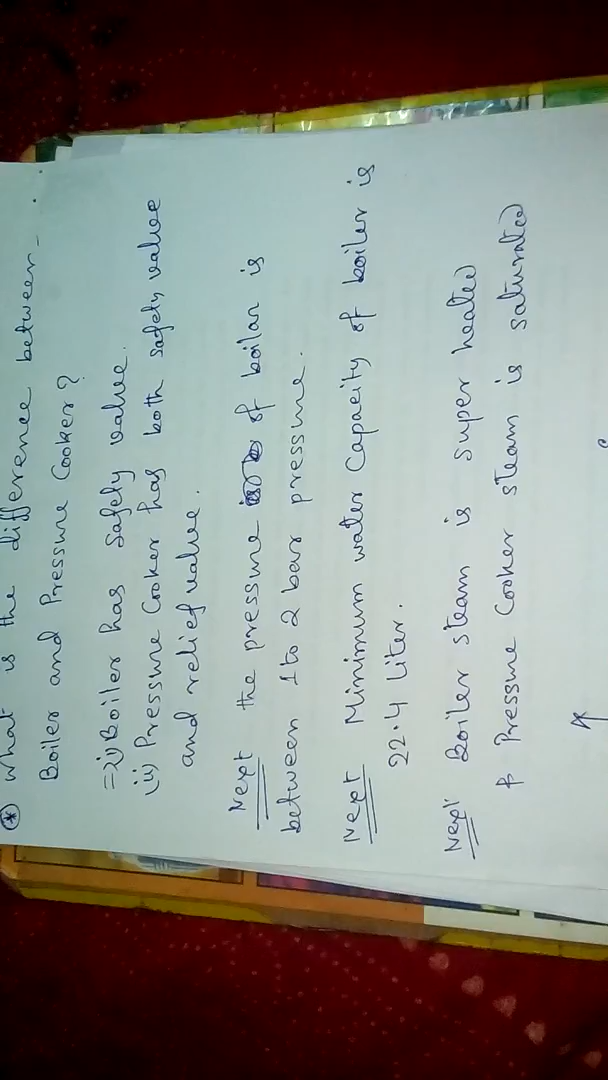 * What is the difference between -
Boiler and Pressure Cooker?
=> i) Boiler has Safety valve.
(ii) Pressure Cooker has both safety valve
and relief valve.
Next the pressure of boilar is
between 1 to 2 bar pressure.
Next Minimum water Capacity of boiler is
22.4 liter.
Next Boiler steam is super heated
Pressure Cooker steam is saturated